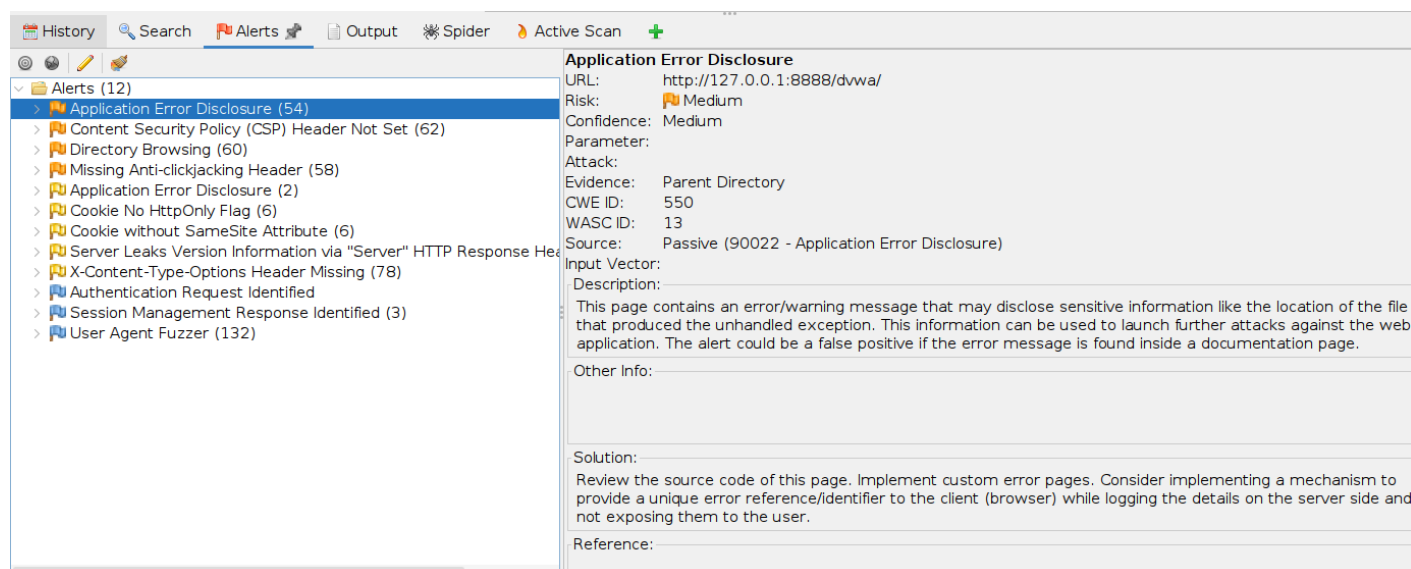 History Search Alerts Output Spider Active Scan
Alerts (12)
Application Error Disclosure (54)
Content Security Policy (CSP) Header Not Set (62)
Directory Browsing (60)
Missing Anti-clickjacking Header (58)
Application Error Disclosure (2)
Cookie No HttpOnly Flag (6)
Cookie without SameSite Attribute (6)
Server Leaks Version Information via "Server" HTTP Response Hea
X-Content-Type-Options Header Missing (78)
Authentication Request Identified
Session Management Response Identified (3)
User Agent Fuzzer (132)
Application Error Disclosure
URL: http://127.0.0.1:8888/dvwa/
Risk: Medium
Confidence: Medium
Parameter:
Attack:
Evidence: Parent Directory
CWE ID: 550
WASC ID: 13
Source: Passive (90022 - Application Error Disclosure)
Input Vector:
Description:
This page contains an error/warning message that may disclose sensitive information like the location of the file
that produced the unhandled exception. This information can be used to launch further attacks against the web
application. The alert could be a false positive if the error message is found inside a documentation page.
Other Info:
Solution:
Review the source code of this page. Implement custom error pages. Consider implementing a mechanism to
provide a unique error reference/identifier to the client (browser) while logging the details on the server side and
not exposing them to the user.
Reference: